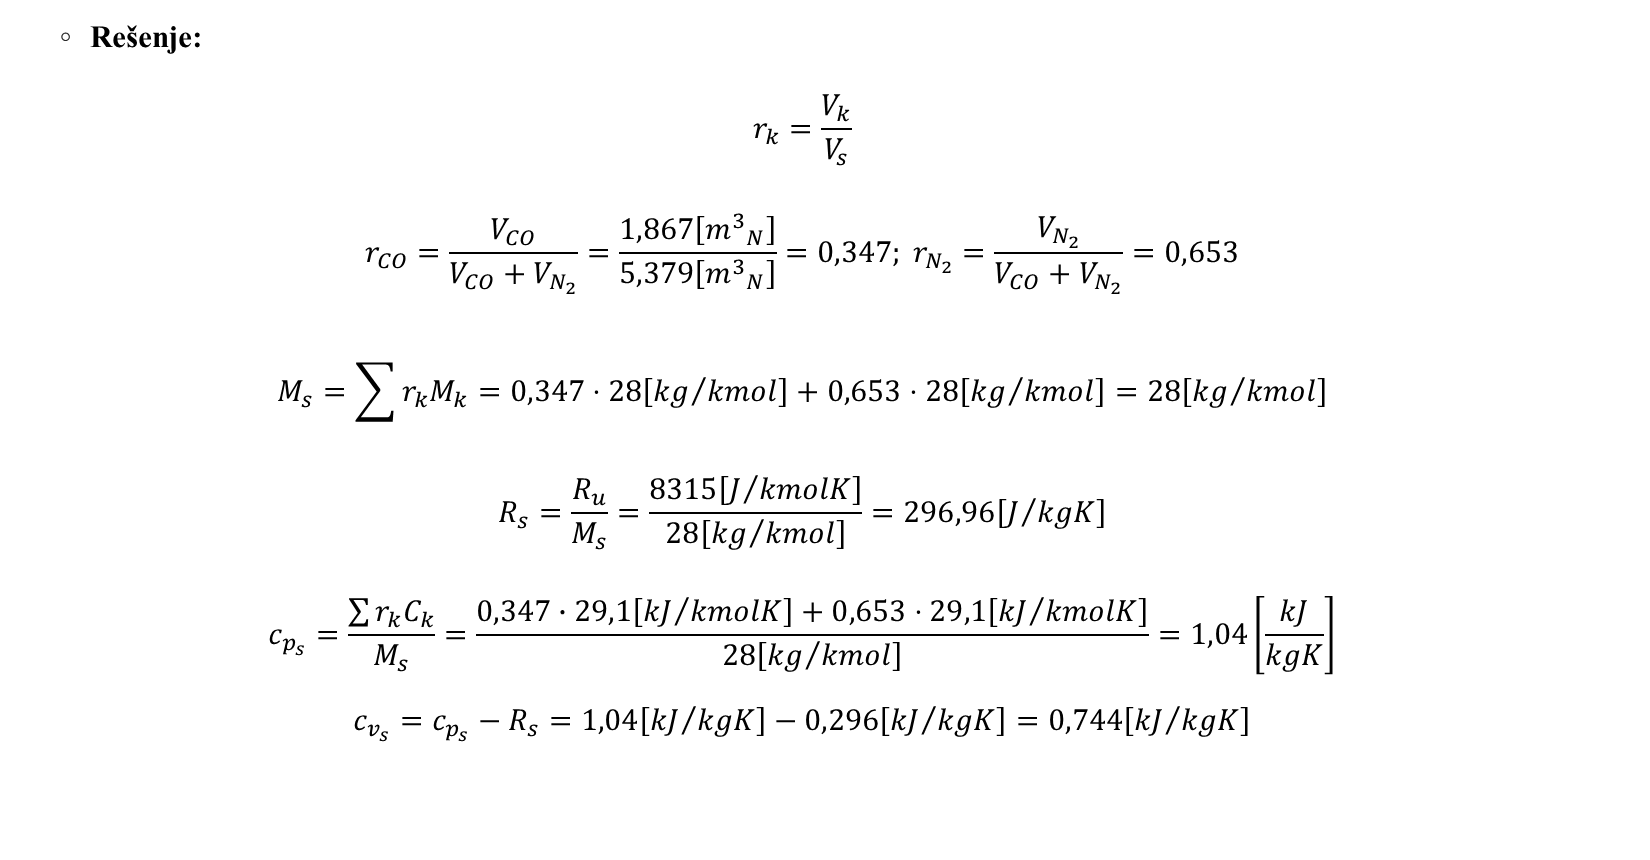 ◦ Rešenje:
r_k = V_k / V_s
r_CO = V_CO / (V_CO + V_N₂) = 1,867[m³_N] / 5,379[m³_N] = 0,347; r_N₂ = V_N₂ / (V_CO + V_N₂) = 0,653
M_s = ∑ r_k M_k = 0,347 · 28[kg/kmol] + 0,653 · 28[kg/kmol] = 28[kg/kmol]
R_s = R_u / M_s = 8315[J/kmolK] / 28[kg/kmol] = 296,96[J/kgK]
c_p_s = ∑ r_k C_k / M_s = (0,347 · 29,1[kJ/kmolK] + 0,653 · 29,1[kJ/kmolK]) / 28[kg/kmol] = 1,04 [kJ / kgK]
c_v_s = c_p_s − R_s = 1,04[kJ/kgK] − 0,296[kJ/kgK] = 0,744[kJ/kgK]